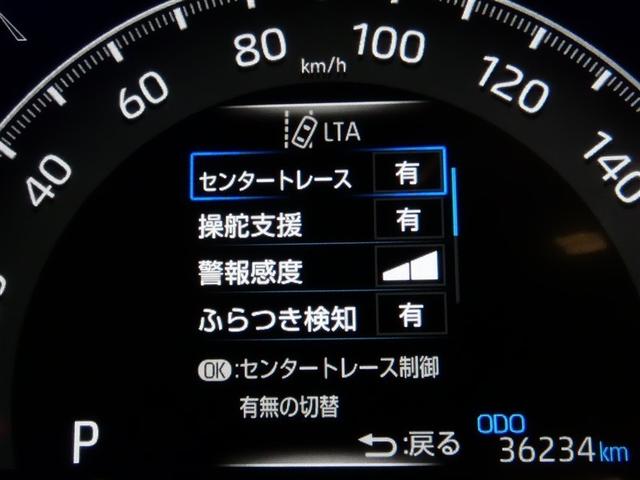 80
100
km/h
60
120
LTA
40
140
センタートレース 有
操舵支援 有
警報感度
ふらつき検知 有
OK:センタートレース制御
有無の切替
P
:戻る
ODO
36234km